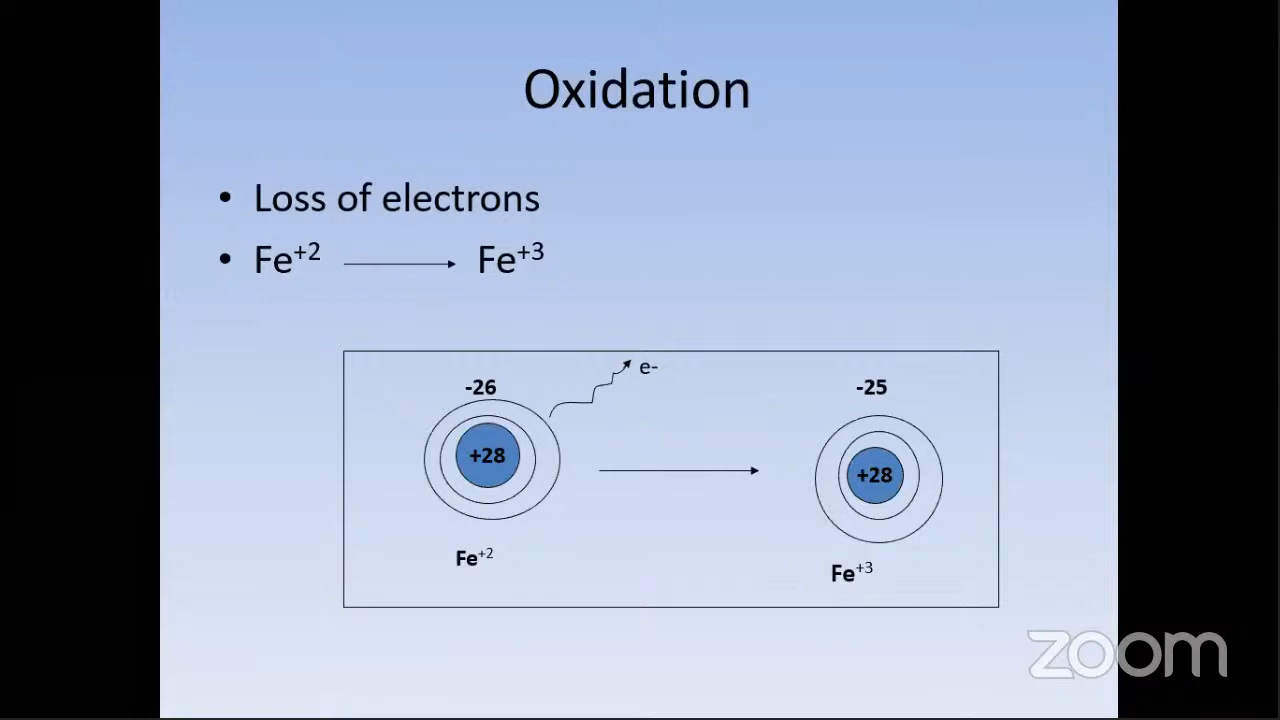 Oxidation
• Loss of electrons
• Fe+2 → Fe+3
e-
-26
-25
+28
+28
Fe+2
Fe+3
zoom